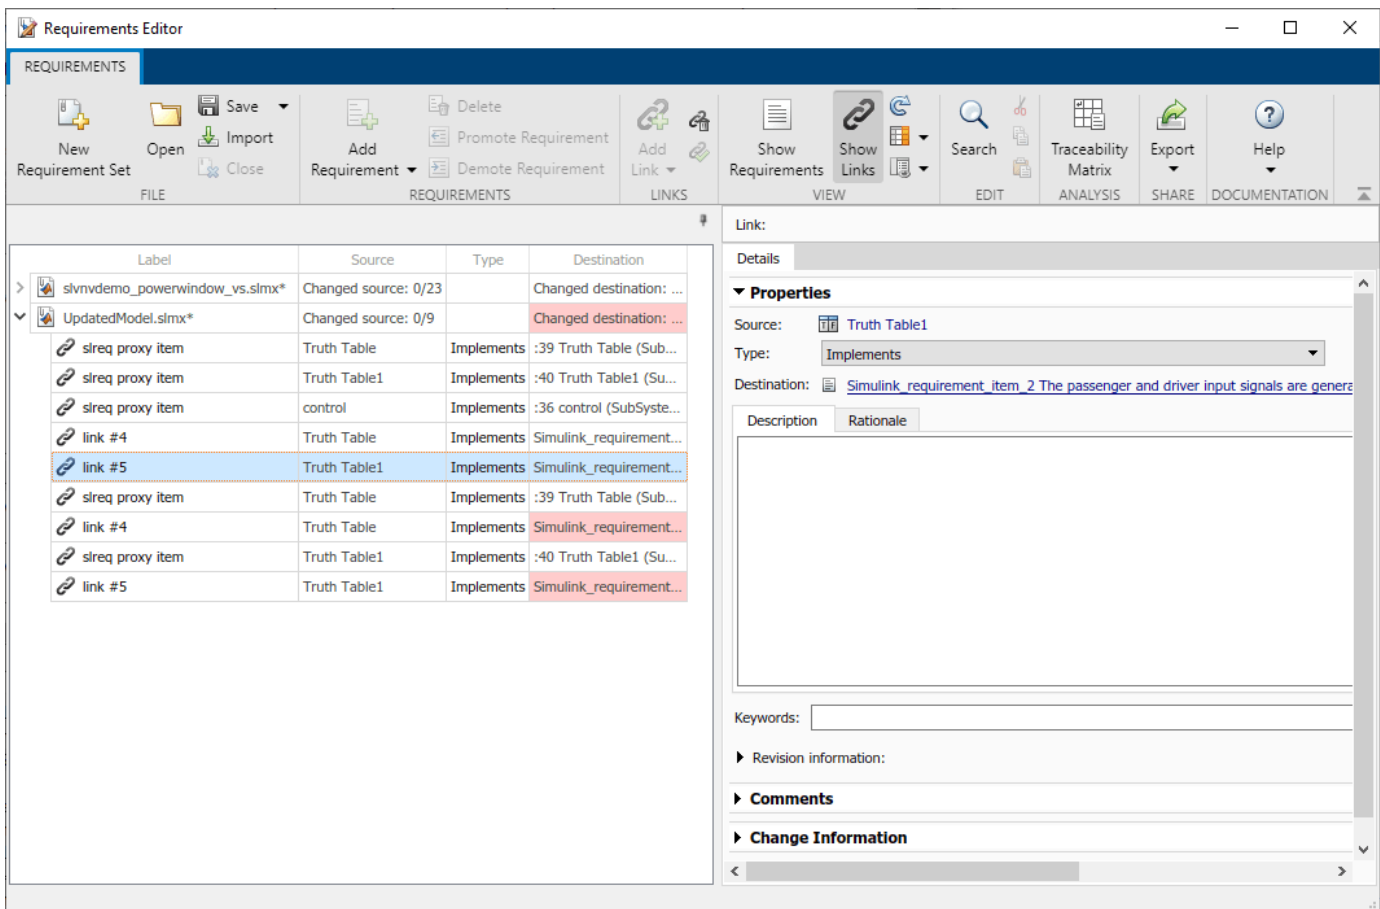 Requirements Editor
REQUIREMENTS
New
Requirement Set
Open
Save
Import
Close
FILE
Add
Requirement
Delete
Promote Requirement
Demote Requirement
REQUIREMENTS
Add
Link
LINKS
Show
Requirements
Show
Links
VIEW
Search
EDIT
Traceability
Matrix
ANALYSIS
Export
SHARE
Help
DOCUMENTATION
Label Source Type Destination
slvnvdemo_powerwindow_vs.slmx* Changed source: 0/23 Changed destination: ...
UpdatedModel.slmx* Changed source: 0/9 Changed destination: ...
slreq proxy item Truth Table Implements :39 Truth Table (Sub...
slreq proxy item Truth Table1 Implements :40 Truth Table1 (Su...
slreq proxy item control Implements :36 control (SubSyste...
link #4 Truth Table Implements Simulink_requirement...
link #5 Truth Table1 Implements Simulink_requirement...
slreq proxy item Truth Table Implements :39 Truth Table (Sub...
link #4 Truth Table Implements Simulink_requirement...
slreq proxy item Truth Table1 Implements :40 Truth Table1 (Su...
link #5 Truth Table1 Implements Simulink_requirement...
Link:
Details
Properties
Source: Truth Table1
Type: Implements
Destination: Simulink_requirement_item_2 The passenger and driver input signals are genera
Description Rationale
Keywords:
Revision information:
Comments
Change Information